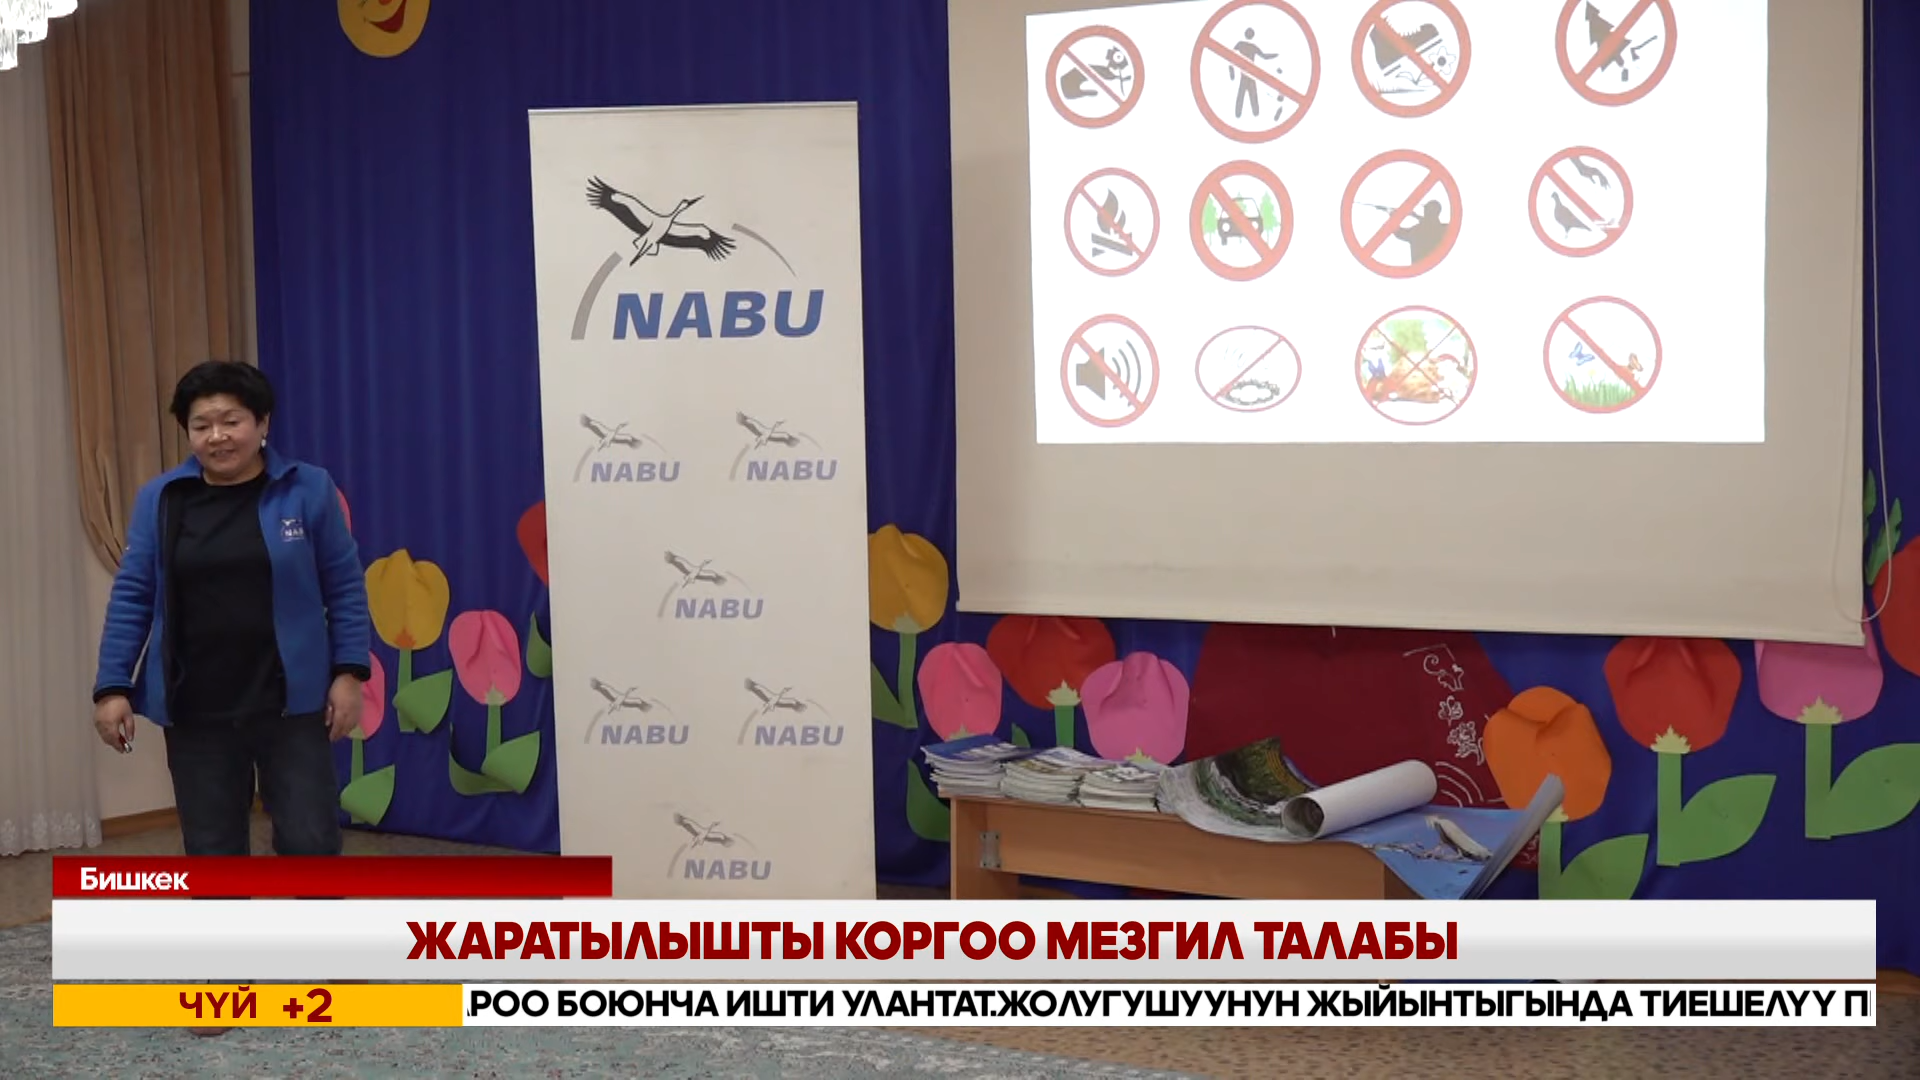 NABU
NABU NABU
NABU
NABU NABU
NABU
Бишкек
ЖАРАТЫЛЫШТЫ КОРГОО МЕЗГИЛ ТАЛАБЫ
ЧҮЙ +2
БОЮНЧА ИШТИ УЛАНТАТ.ЖОЛУГУШУУНУН ЖЫЙЫНТЫГЫНДА ТИЕШЕЛҮҮ